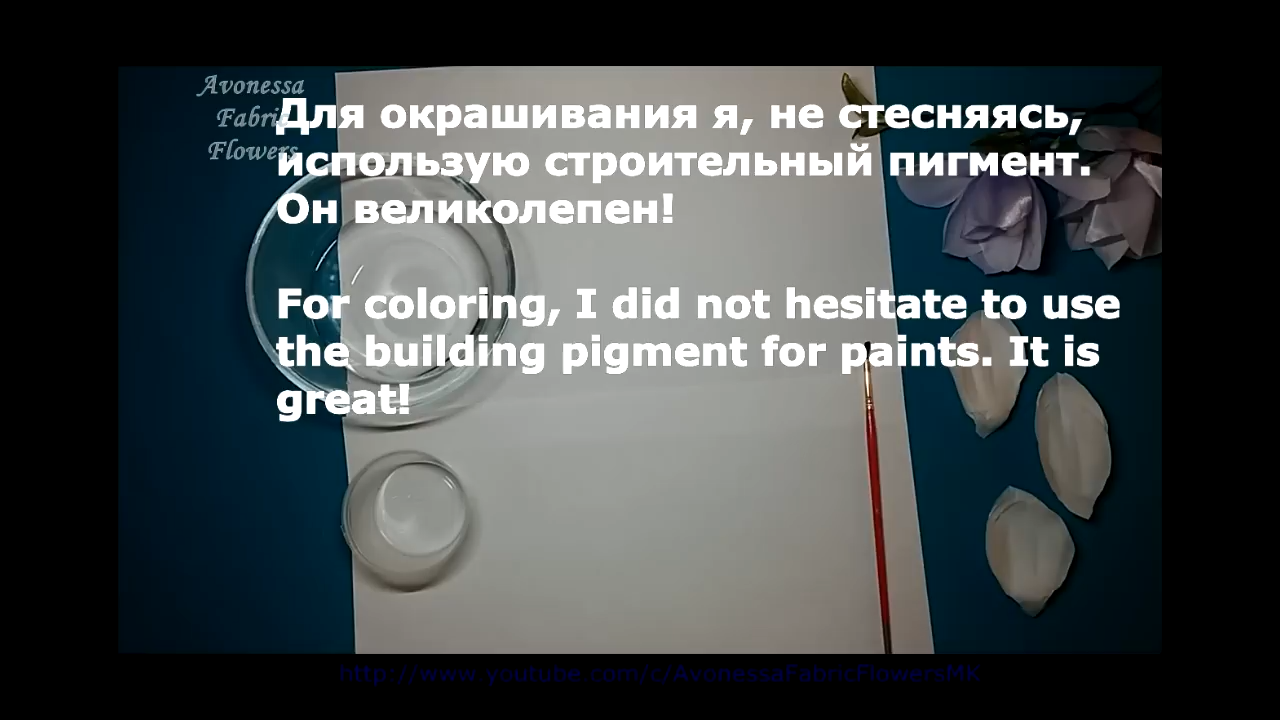 Avonessa
Fabric
Flowers
Для окрашивания я, не стесняясь,
использую строительный пигмент.
Он великолепен!
For coloring, I did not hesitate to use
the building pigment for paints. It is
great!
http://www.youtube.com/c/AvonessaFabricFlowersMK